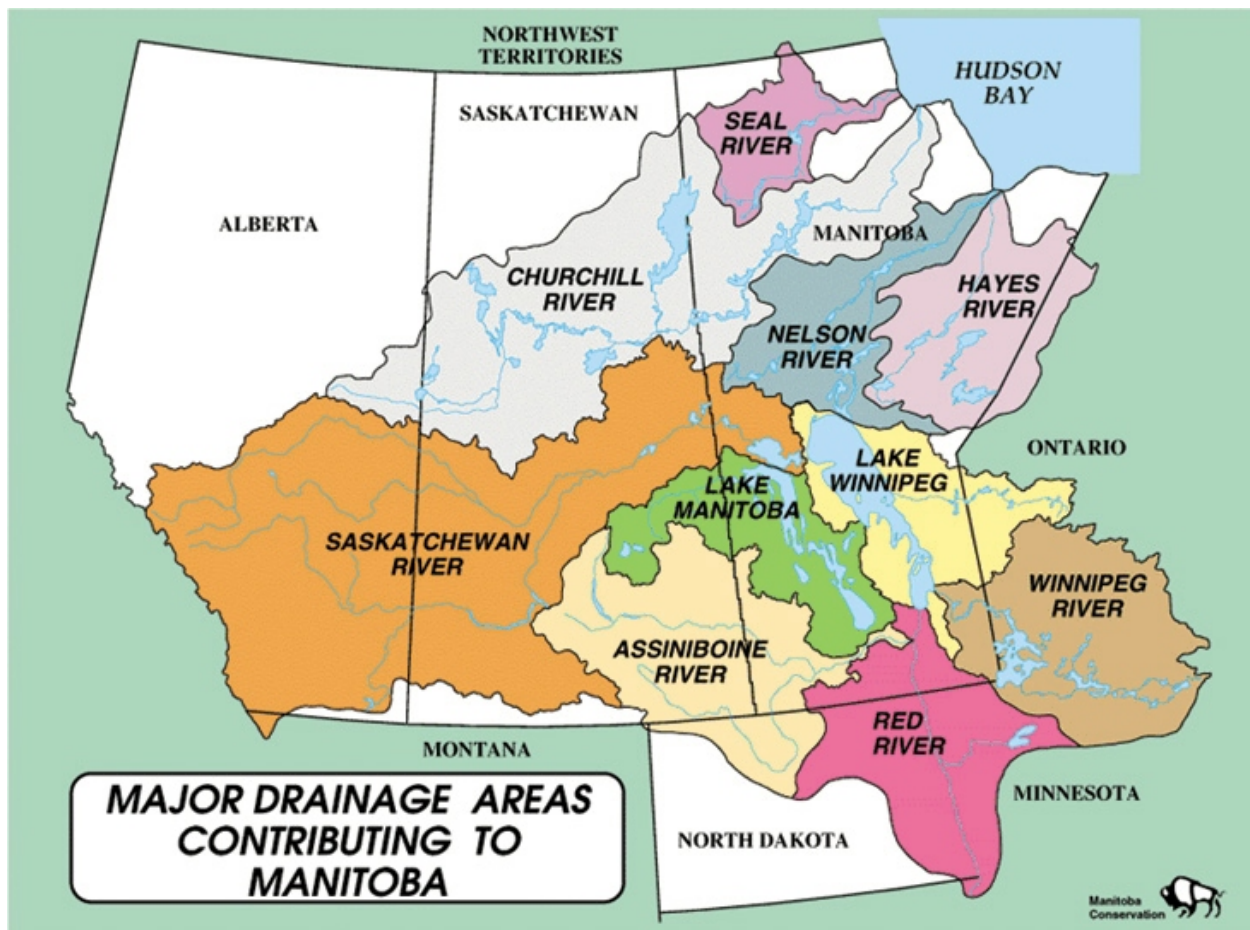 NORTHWEST
TERRITORIES
HUDSON
BAY
SASKATCHEWAN
SEAL
RIVER
ALBERTA
MANITOBA
CHURCHILL
RIVER
HAYES
RIVER
NELSON
RIVER
ONTARIO
LAKE
WINNIPEG
LAKE
MANITOBA
SASKATCHEWAN
RIVER
WINNIPEG
RIVER
ASSINIBOINE
RIVER
RED
RIVER
MONTANA
MINNESOTA
NORTH DAKOTA
MAJOR DRAINAGE AREAS
CONTRIBUTING TO
MANITOBA
Manitoba
Conservation